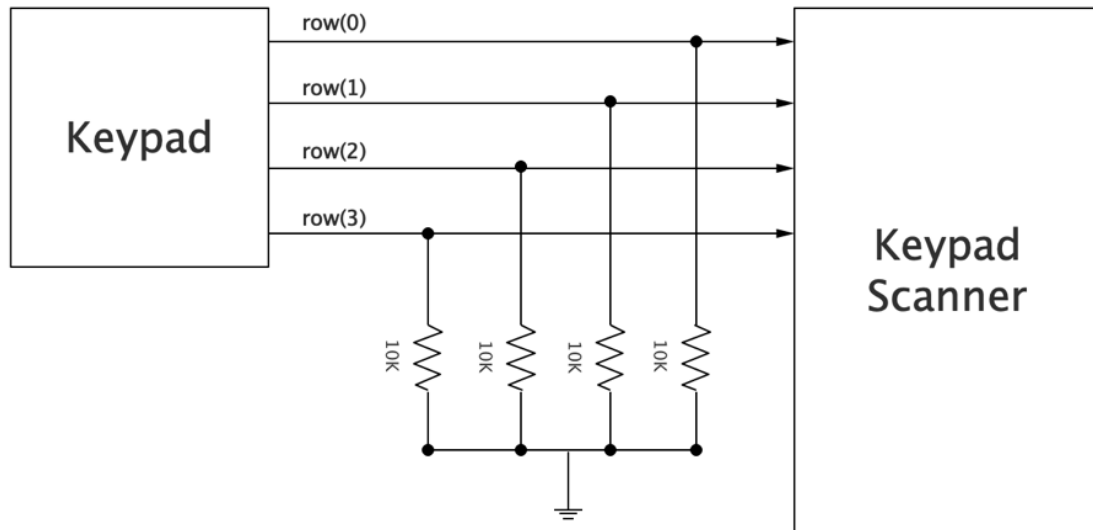 row(0)
row(1)
Keypad
row(2)
row(3)
Keypad
Scanner
10K
10K
10K
10K